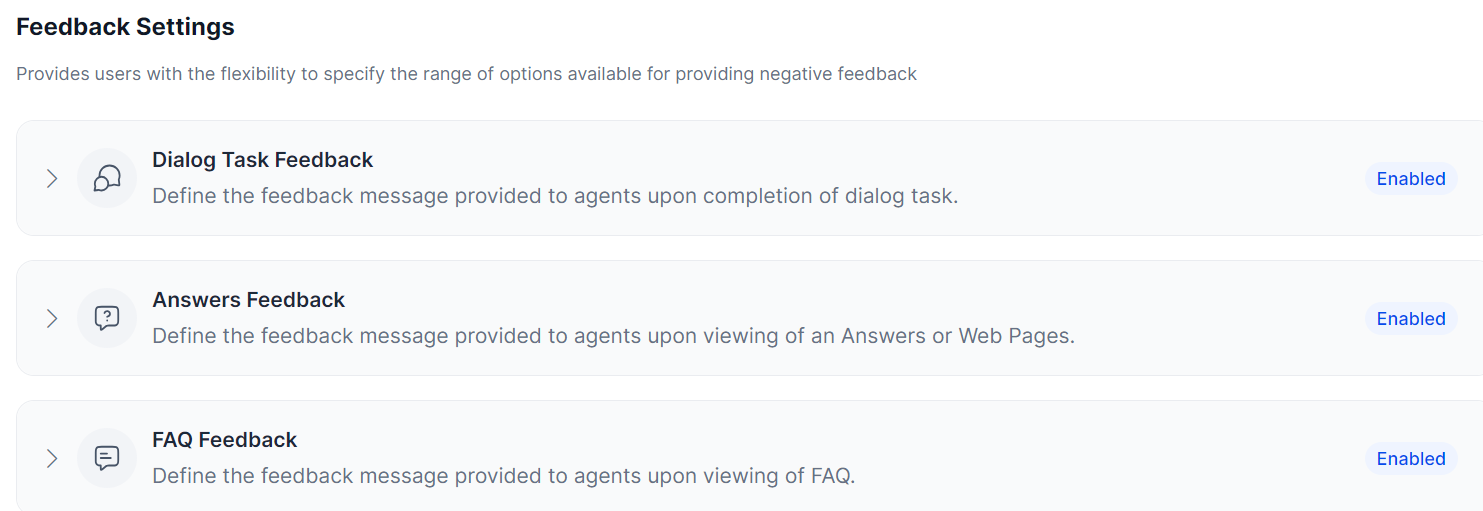 Feedback Settings
Provides users with the flexibility to specify the range of options available for providing negative feedback
Dialog Task Feedback
Define the feedback message provided to agents upon completion of dialog task.
Enabled
Answers Feedback
Define the feedback message provided to agents upon viewing of an Answers or Web Pages.
Enabled
FAQ Feedback
Define the feedback message provided to agents upon viewing of FAQ.
Enabled